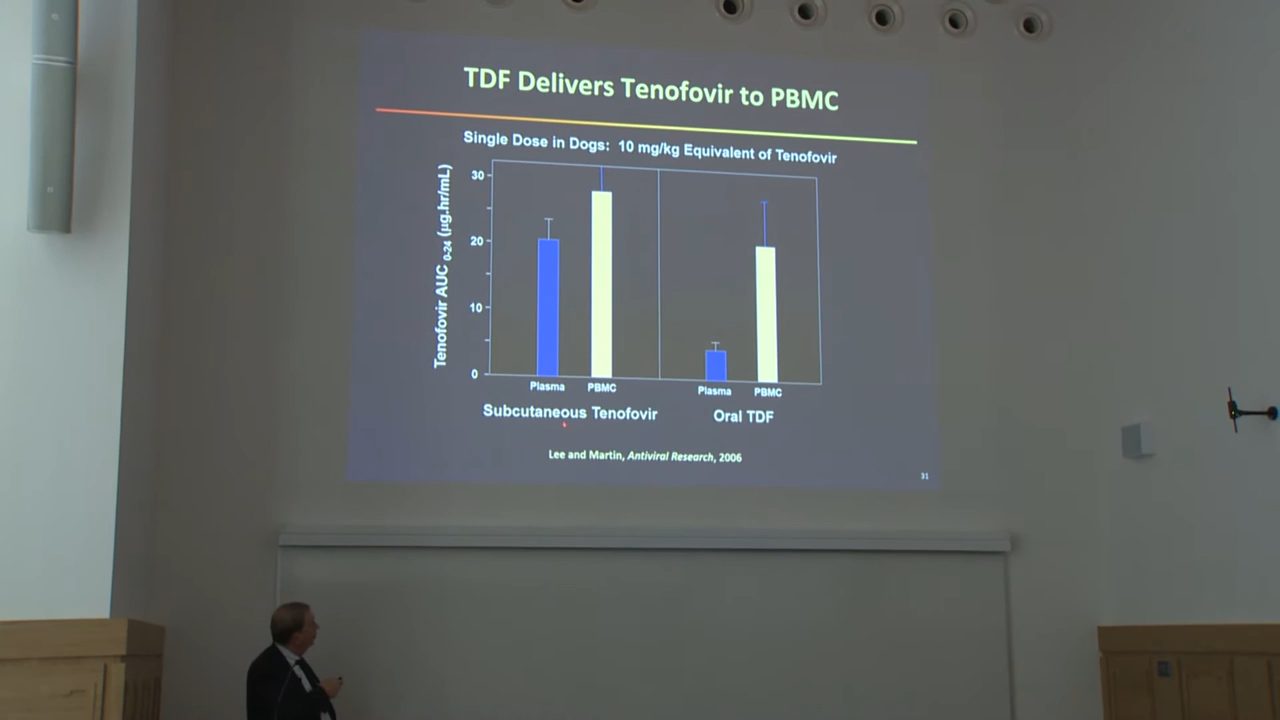 TDF Delivers Tenofovir to PBMC
Single Dose in Dogs: 10 mg/kg Equivalent of Tenofovir
Tenofovir AUC 0-24 (µg.hr/mL)
30
20
10
0
Plasma
PBMC
Plasma
PBMC
Subcutaneous Tenofovir
Oral TDF
Lee and Martin, Antiviral Research, 2006
31